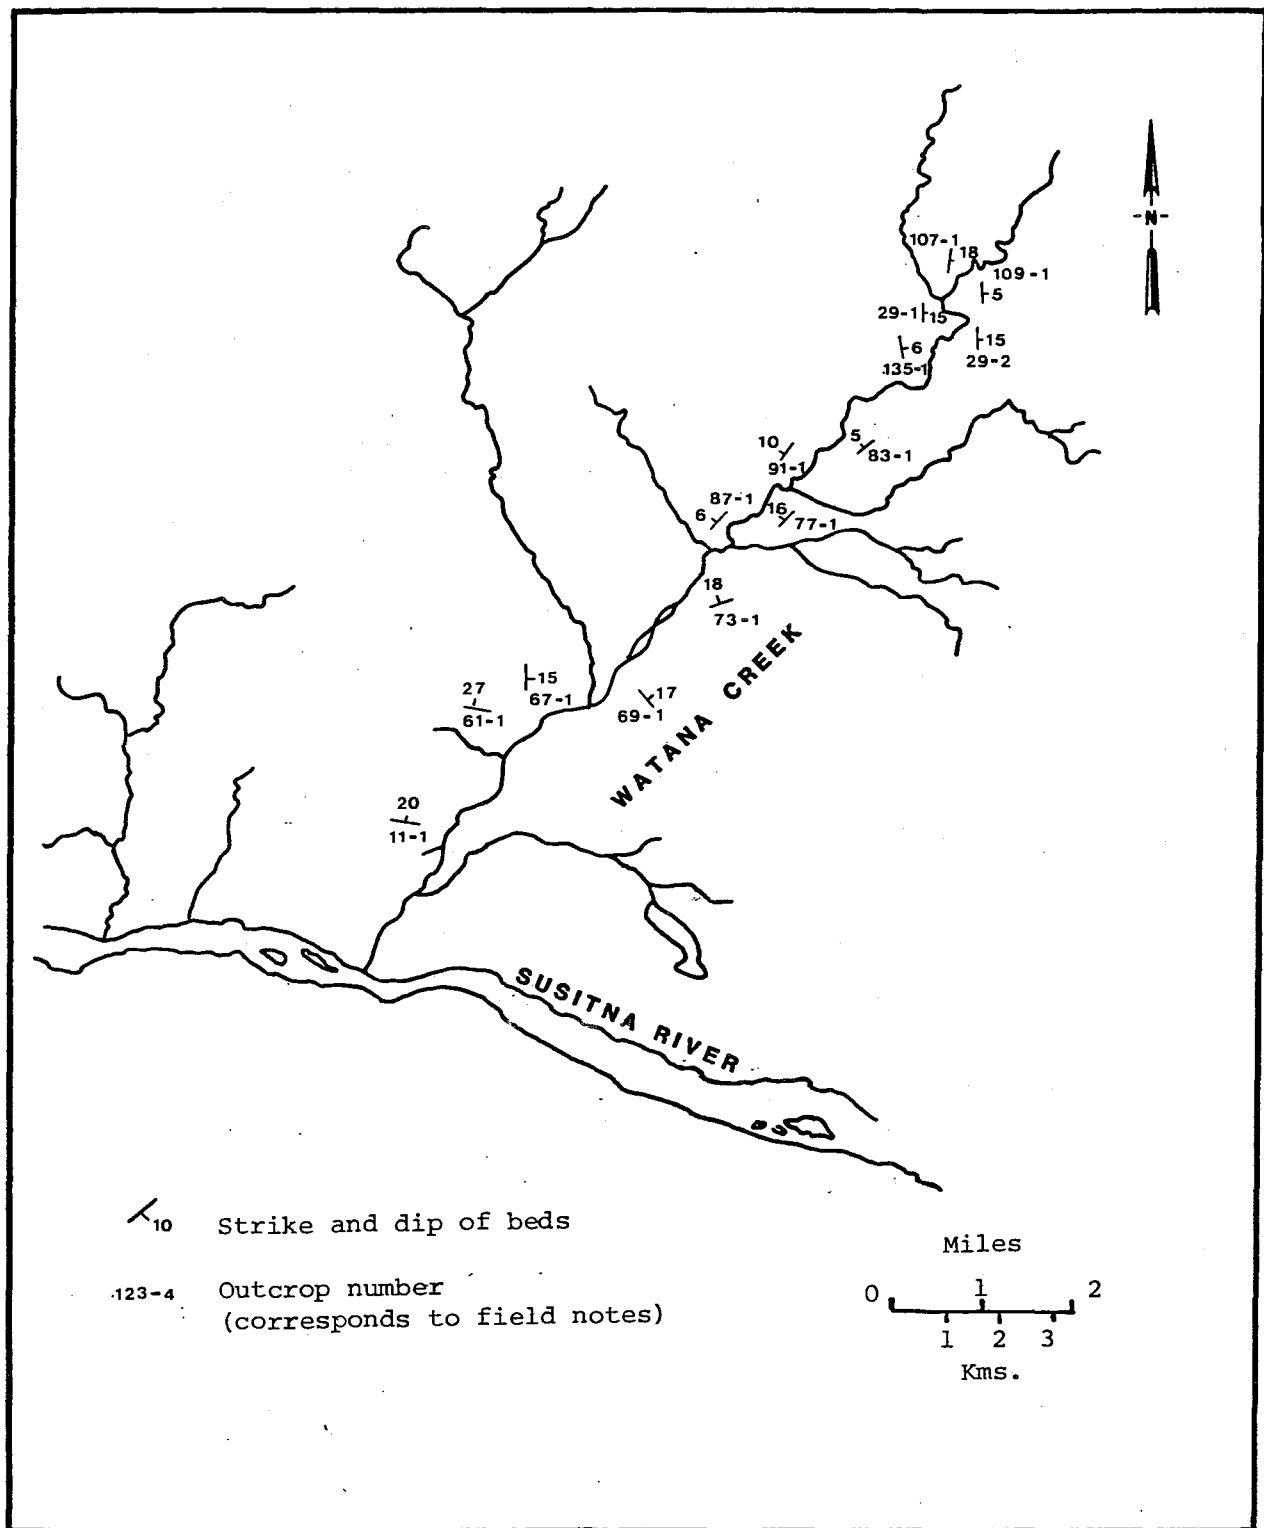 -N-
107-1
18
109-1
5
29-1
15
15
29-2
6
135-1
10
91-1
5
83-1
87-1
6
16
77-1
18
73-1
15
67-1
27
61-1
17
69-1
WATANA CREEK
20
11-1
SUSITNA RIVER
10 Strike and dip of beds
123-4 Outcrop number
(corresponds to field notes)
Miles
0 1 2
1 2 3
Kms.